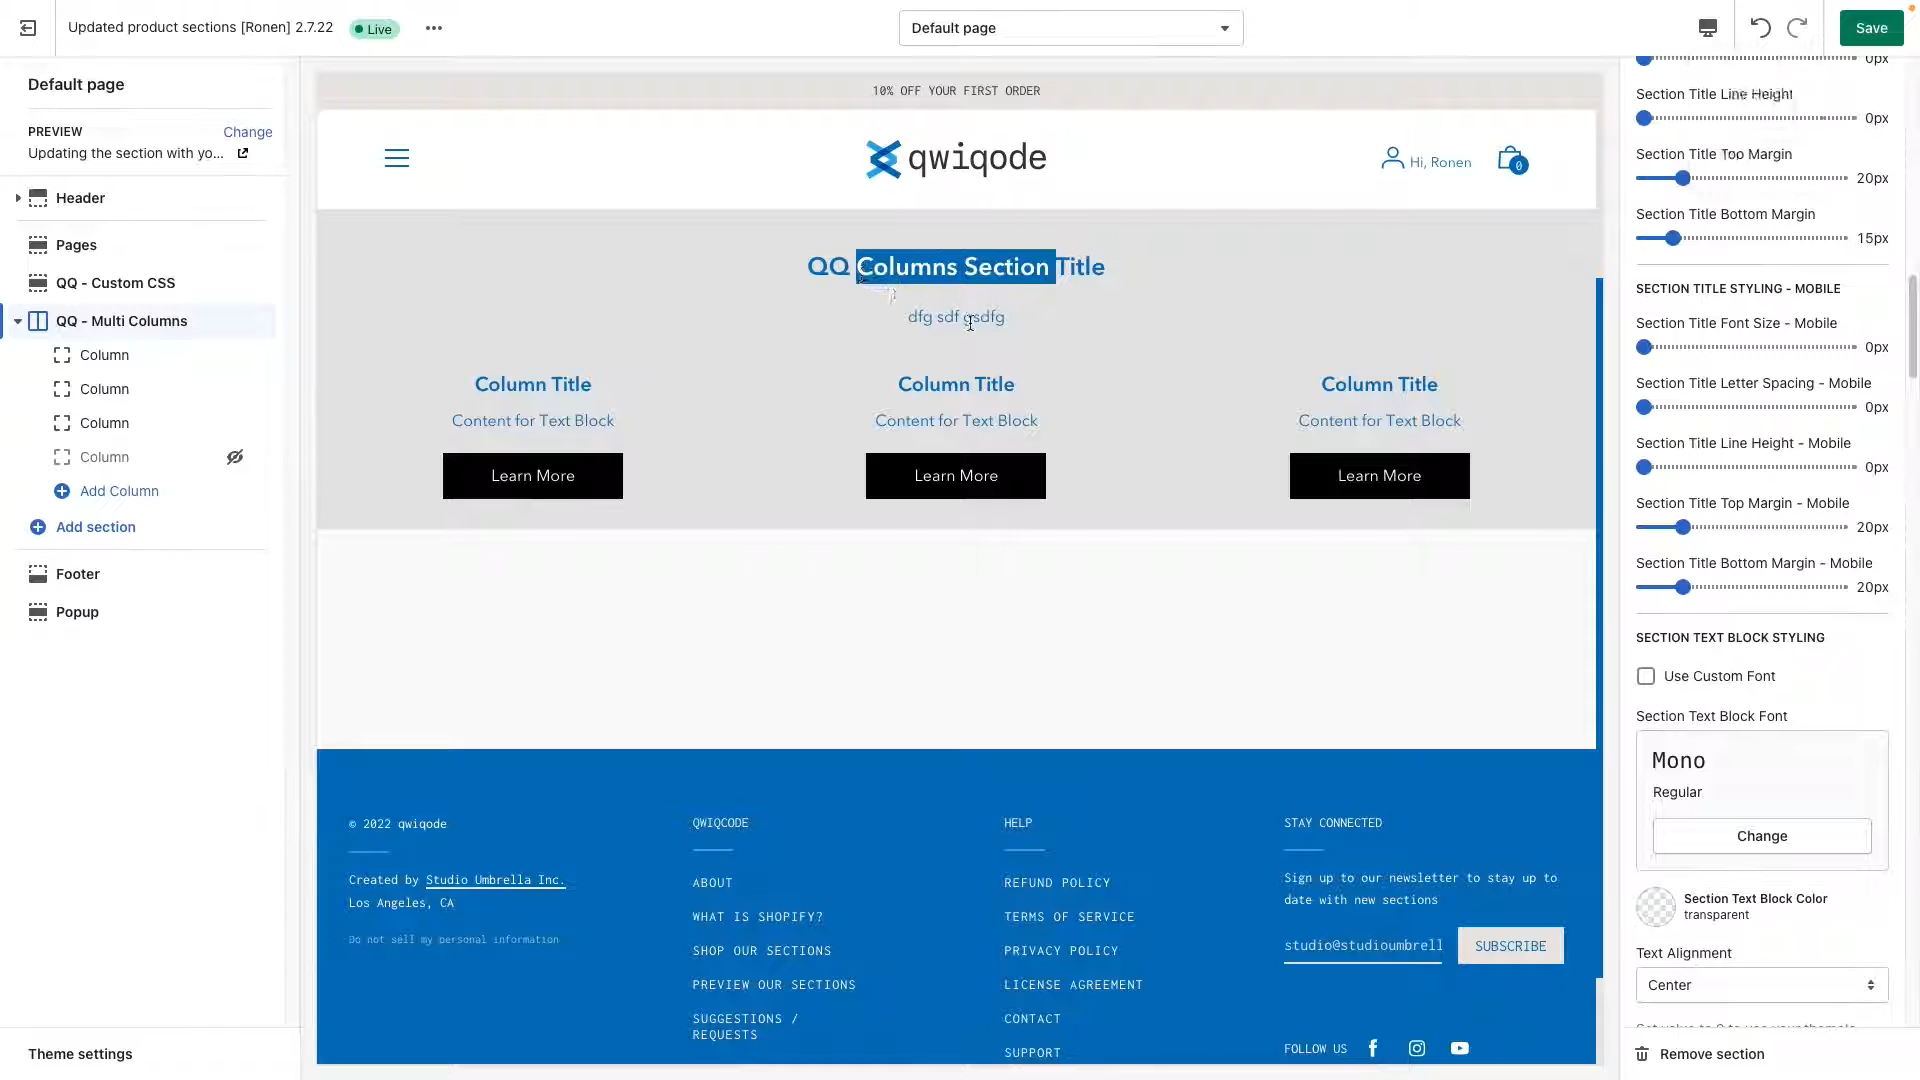 Updated product sections [Ronen] 2.7.22
Live
Default page
Save
Default page
PREVIEW
Change
Updating the section with yo...
Header
Pages
QQ - Custom CSS
QQ - Multi Columns
Column
Column
Column
Column
Add Column
Add section
Footer
Popup
Theme settings
10% OFF YOUR FIRST ORDER
qwiqode
Hi, Ronen
0
QQ Columns Section Title
dfg sdf gsdfg
Column Title
Content for Text Block
Learn More
Column Title
Content for Text Block
Learn More
Column Title
Content for Text Block
Learn More
© 2022 qwiqode
Created by Studio Umbrella Inc.
Los Angeles, CA
Do not sell my personal information
QWIQCODE
ABOUT
WHAT IS SHOPIFY?
SHOP OUR SECTIONS
PREVIEW OUR SECTIONS
SUGGESTIONS /
REQUESTS
HELP
REFUND POLICY
TERMS OF SERVICE
PRIVACY POLICY
LICENSE AGREEMENT
CONTACT
SUPPORT
STAY CONNECTED
Sign up to our newsletter to stay up to
date with new sections
studio@studioumbrell
SUBSCRIBE
FOLLOW US
0px
Section Title Line Height
0px
Section Title Top Margin
20px
Section Title Bottom Margin
15px
SECTION TITLE STYLING - MOBILE
Section Title Font Size - Mobile
0px
Section Title Letter Spacing - Mobile
0px
Section Title Line Height - Mobile
0px
Section Title Top Margin - Mobile
20px
Section Title Bottom Margin - Mobile
20px
SECTION TEXT BLOCK STYLING
Use Custom Font
Section Text Block Font
Mono
Regular
Change
Section Text Block Color
transparent
Text Alignment
Center
Remove section